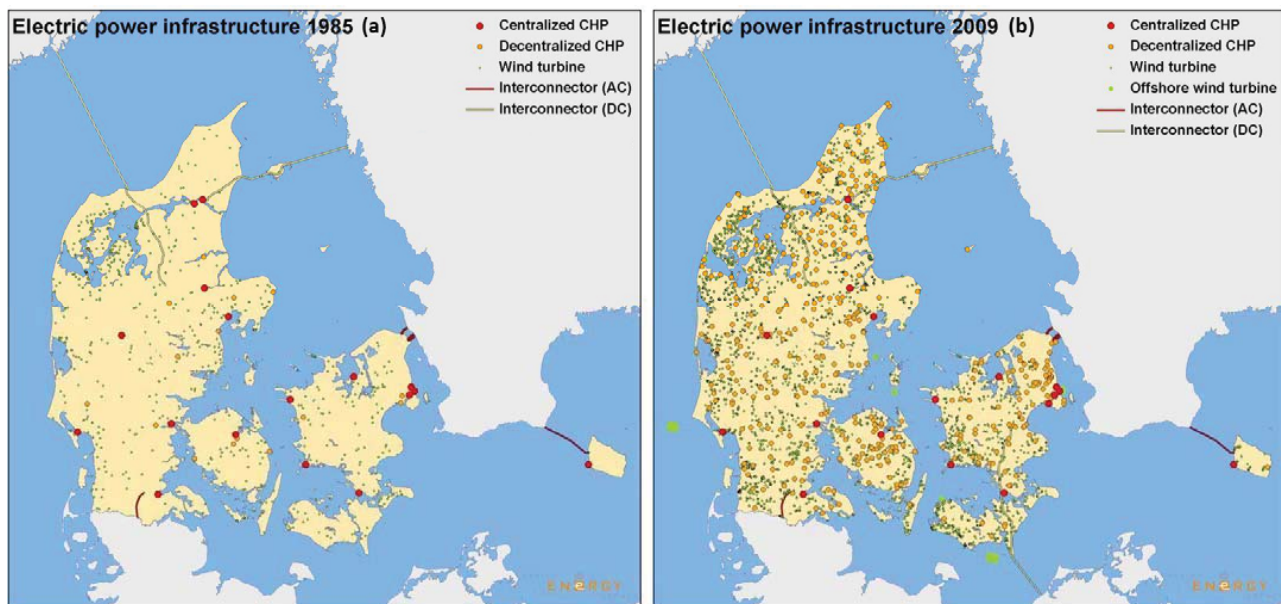 Electric power infrastructure 1985 (a)
Centralized CHP
Decentralized CHP
Wind turbine
Interconnector (AC)
Interconnector (DC)
ENERGY
Electric power infrastructure 2009 (b)
Centralized CHP
Decentralized CHP
Wind turbine
Offshore wind turbine
Interconnector (AC)
Interconnector (DC)
ENERGY